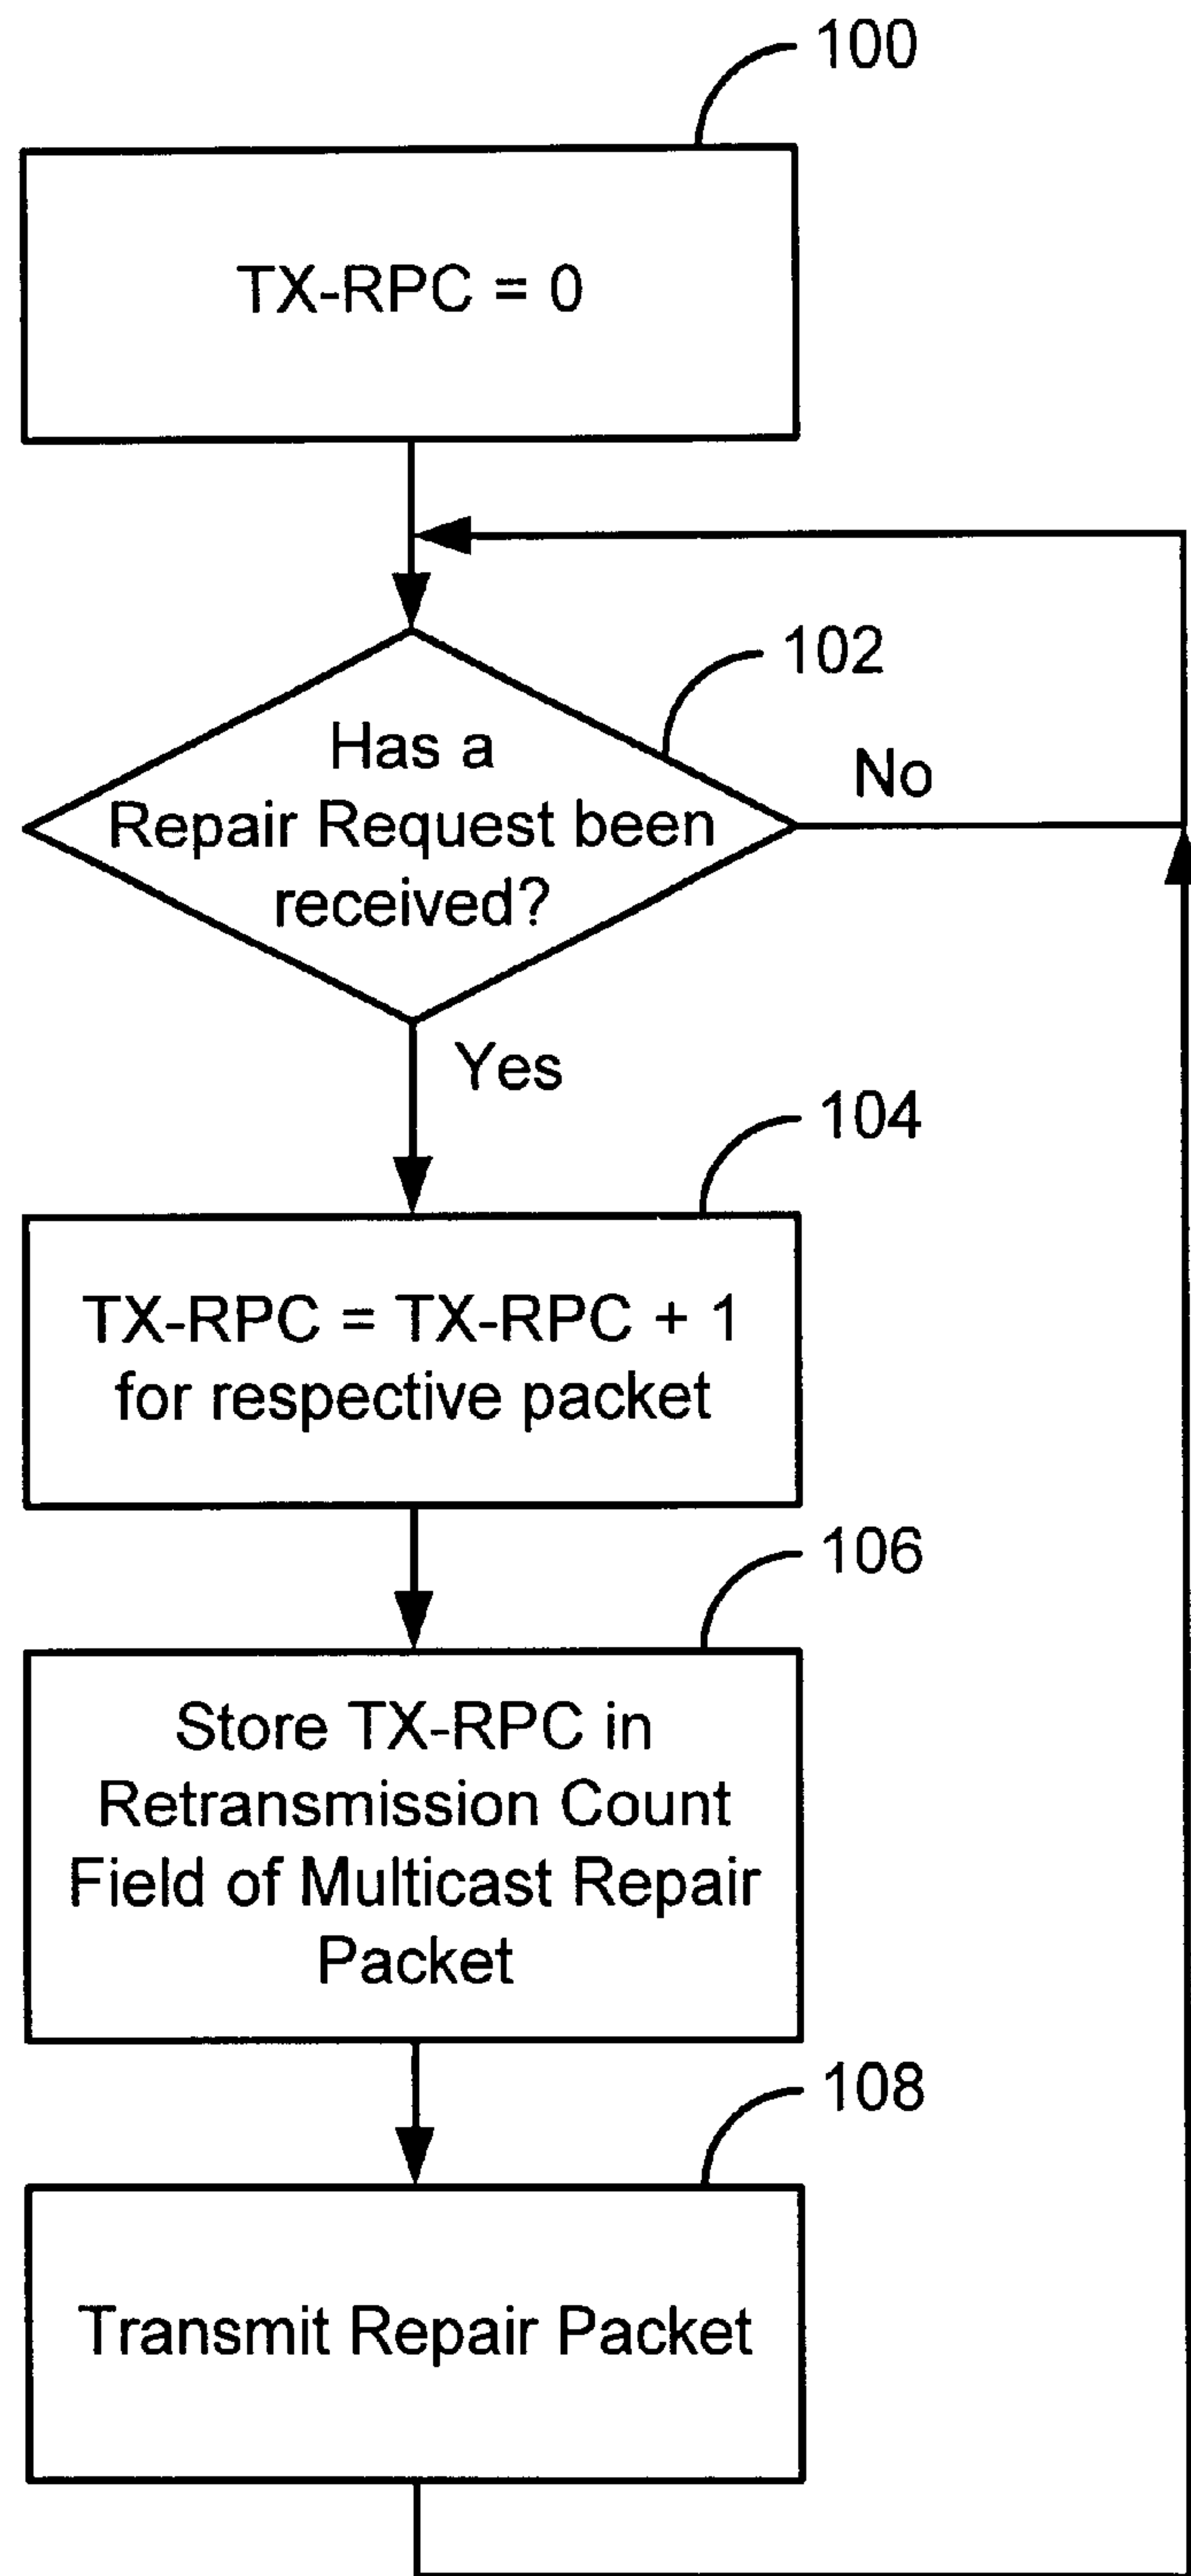 100
TX-RPC = 0
102
Has a
Repair Request been
received?
No
Yes
104
TX-RPC = TX-RPC + 1
for respective packet
106
Store TX-RPC in
Retransmission Count
Field of Multicast Repair
Packet
108
Transmit Repair Packet